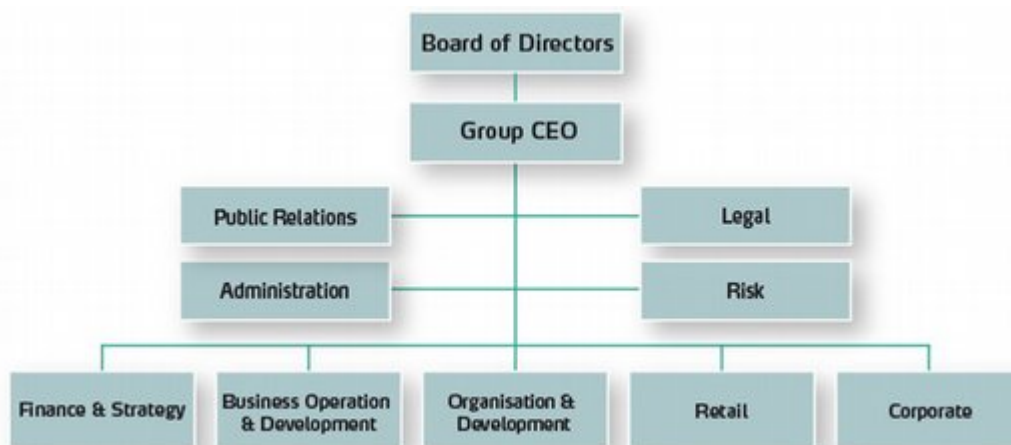 Board of Directors
Group CEO
Public Relations
Legal
Administration
Risk
Finance & Strategy
Business Operation
& Development
Organisation &
Development
Retail
Corporate